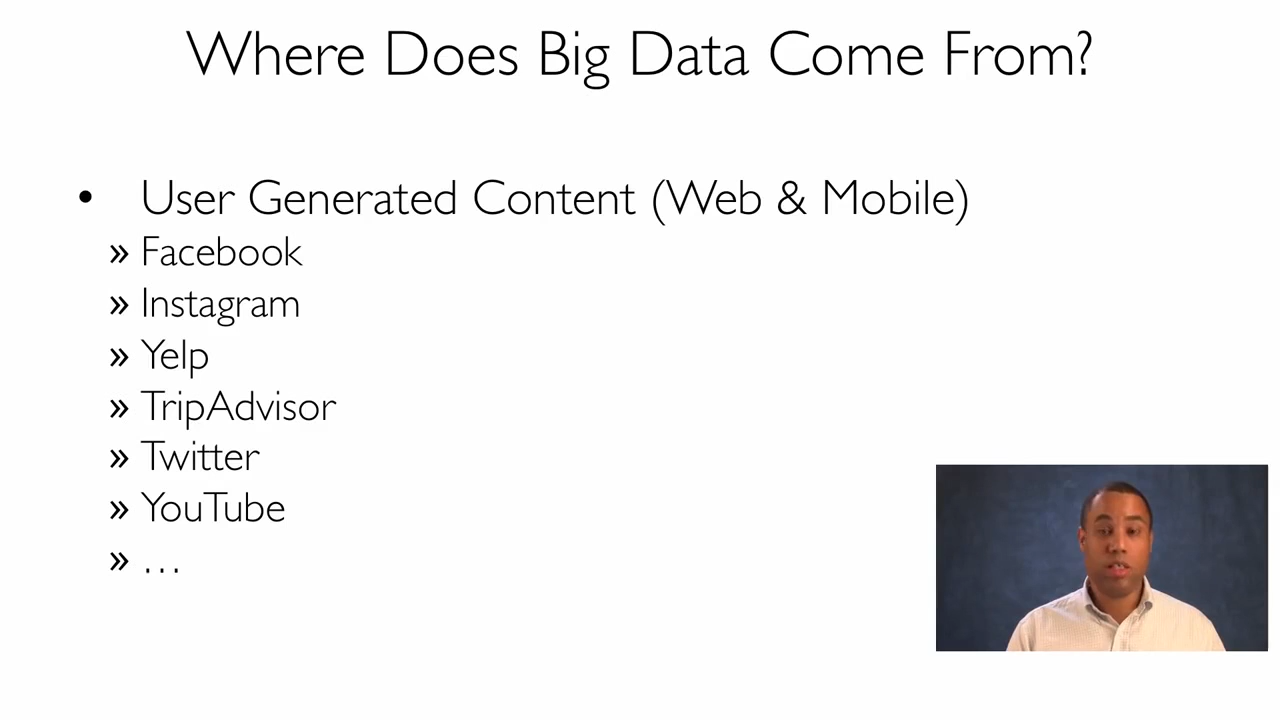 Where Does Big Data Come From?
• User Generated Content (Web & Mobile)
» Facebook
» Instagram
» Yelp
» TripAdvisor
» Twitter
» YouTube
» …